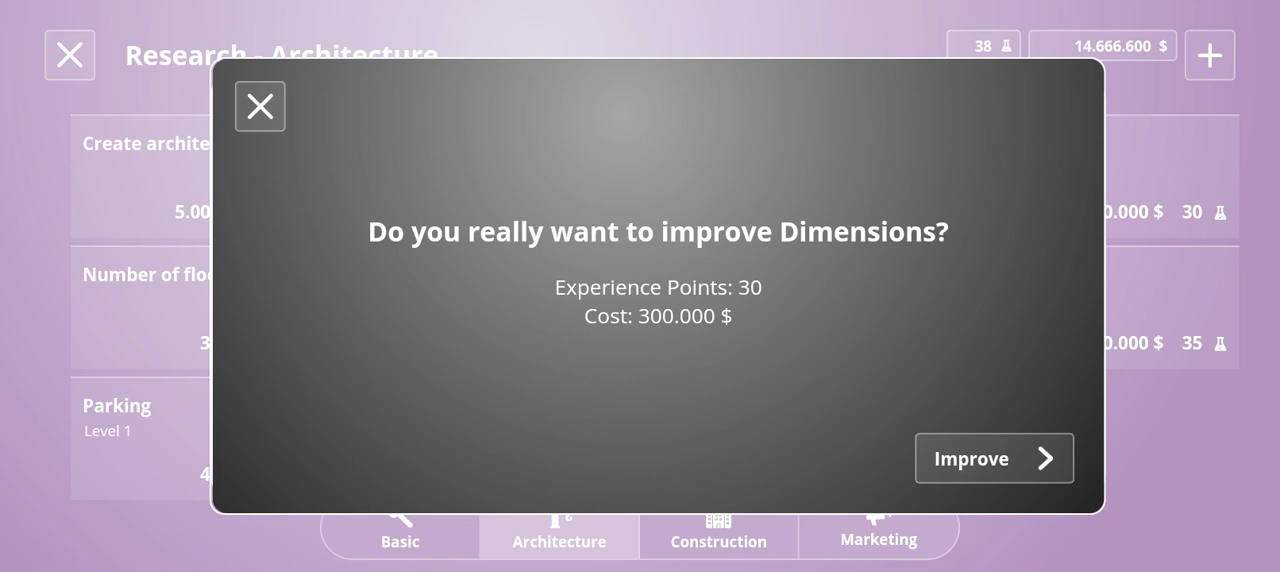 Research - Architecture
38
14.666.600 $
Create archite
5.00
0.000 $ 30
Number of floo
3
0.000 $ 35
Parking
Level 1
4
Do you really want to improve Dimensions?
Experience Points: 30
Cost: 300.000 $
Improve
Basic
Architecture
Construction
Marketing